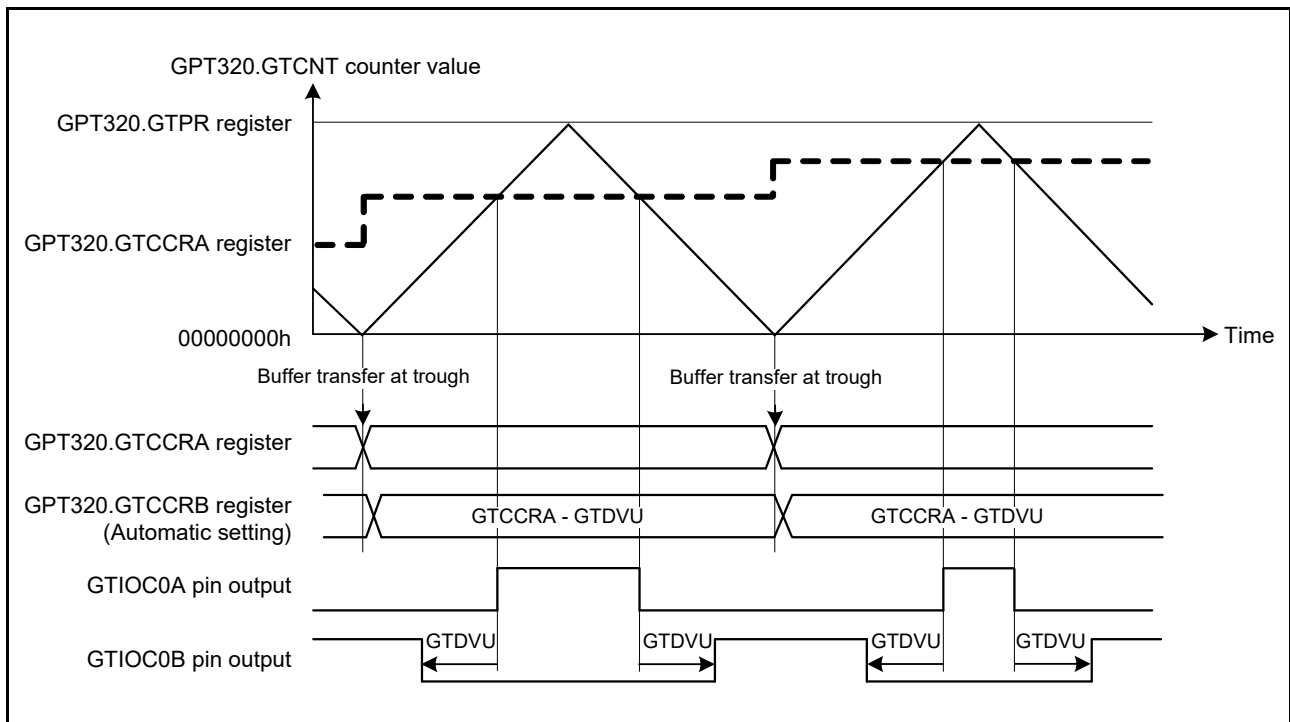 GPT320.GTCNT counter value
GPT320.GTPR register
GPT320.GTCCRA register
00000000h
Time
Buffer transfer at trough
Buffer transfer at trough
GPT320.GTCCRA register
GPT320.GTCCRB register
(Automatic setting)
GTCCRA - GTDVU
GTCCRA - GTDVU
GTIOC0A pin output
GTIOC0B pin output
GTDVU
GTDVU
GTDVU
GTDVU